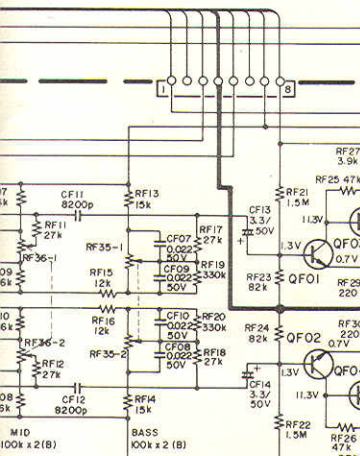 1
8
RF27
3.9k
RF25 47k
RF21
1.5M
11.3V
CF11
8200p
RF13
15k
RF11
27k
RF17
27k
CF13
3.3/
50V
CF07
0.022
50V
RF35-1
1.3V
RF36-1
0.7V
RF15
12k
CF09
0.022
50V
RF19
330k
RF23
82k
QF01
RF29
220
RF16
12k
CF10
0.022
50V
RF20
330k
RF24
82k
QF02
220
0.7V
RF36-2
RF35-2
CF08
0.022
50V
RF18
27k
RF12
27k
1.3V
CF14
3.3/
50V
11.3V
CF12
8200p
RF14
15k
RF22
1.5M
RF26
47k
MID
100k x 2 (B)
BASS
100k x 2 (B)